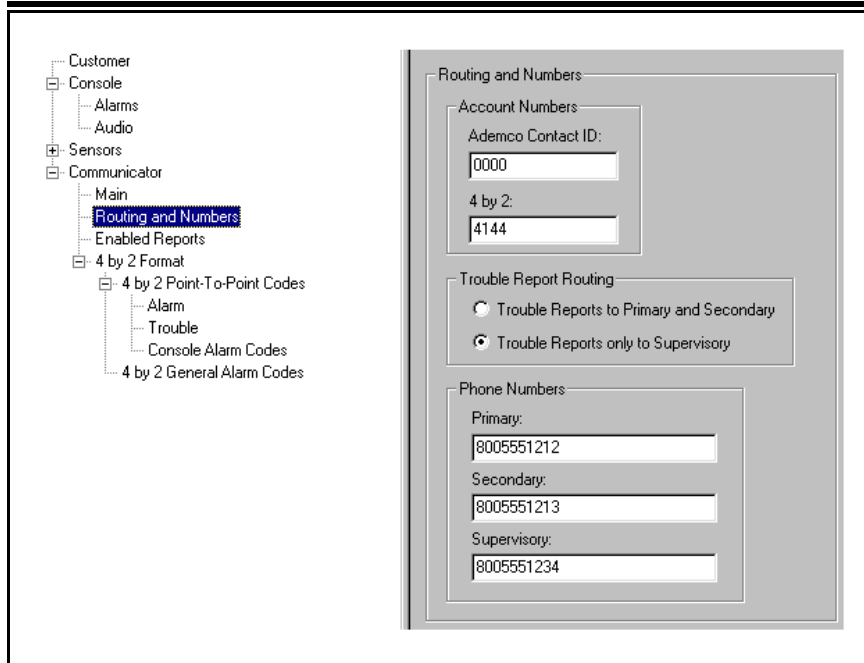 Customer
Console
Alarms
Audio
Sensors
Communicator
Main
Routing and Numbers
Enabled Reports
4 by 2 Format
4 by 2 Point-To-Point Codes
Alarm
Trouble
Console Alarm Codes
4 by 2 General Alarm Codes
Routing and Numbers
Account Numbers
Ademco Contact ID:
0000
4 by 2:
4144
Trouble Report Routing
Trouble Reports to Primary and Secondary
Trouble Reports only to Supervisory
Phone Numbers
Primary:
8005551212
Secondary:
8005551213
Supervisory:
8005551234